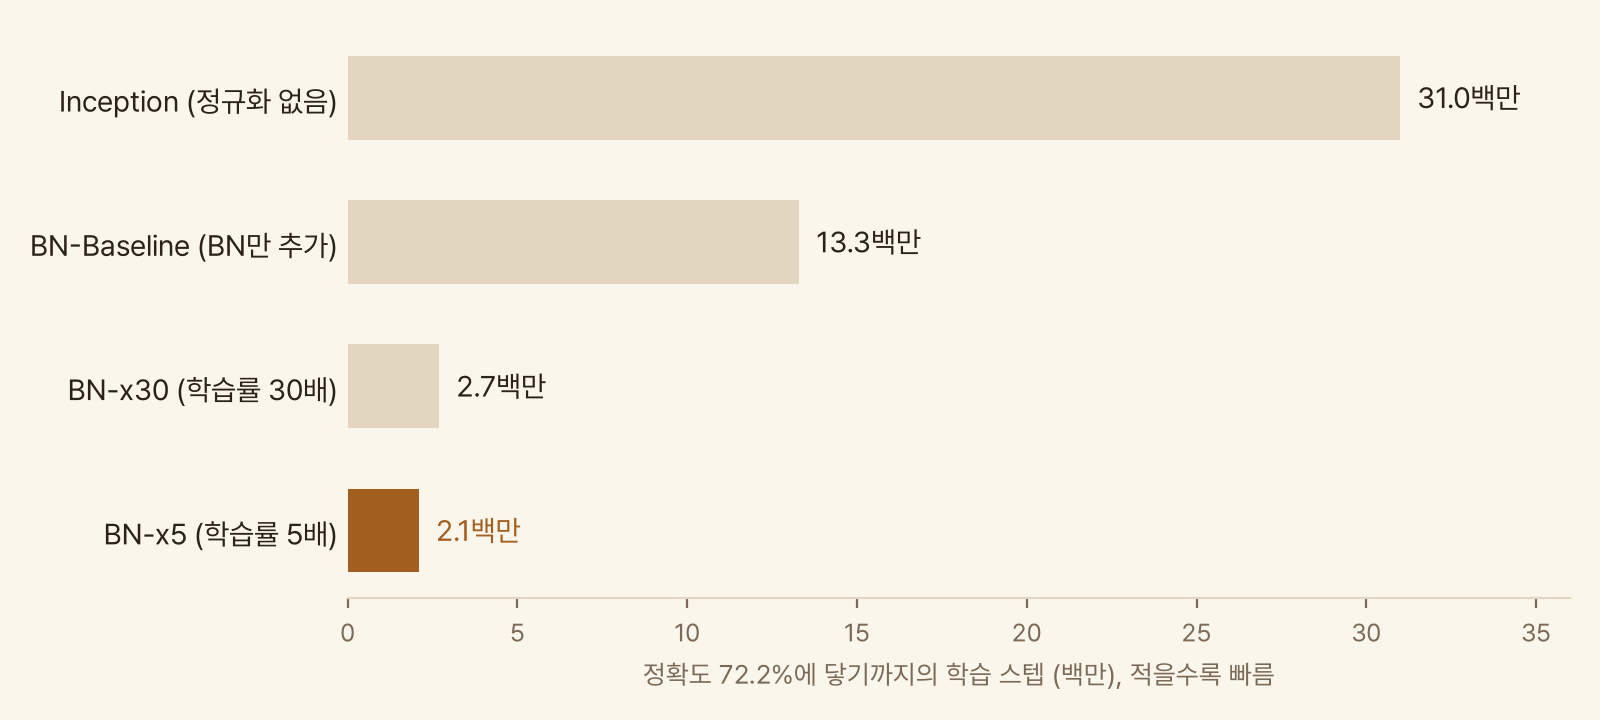 Inception (정규화 없음)
31.0백만
BN-Baseline (BN만 추가)
13.3백만
BN-x30 (학습률 30배)
2.7백만
BN-x5 (학습률 5배)
2.1백만
0 5 10 15 20 25 30 35
정확도 72.2%에 닿기까지의 학습 스텝 (백만), 적을수록 빠름